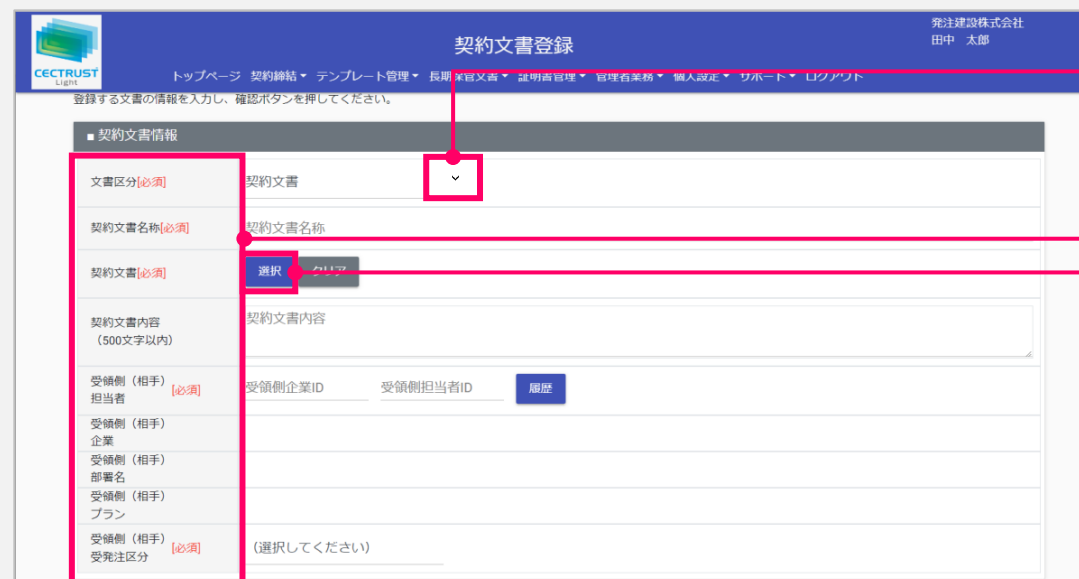 発注建設株式会社
田中 太郎
契約文書登録
CECTRUST
Light
トップページ 契約締結 テンプレート管理 長期保管文書 証明書管理 管理者業務 個人設定 サポート ログアウト
登録する文書の情報を入力し、確認ボタンを押してください。
■ 契約文書情報
文書区分[必須] 契約文書
契約文書名称[必須] 契約文書名称
契約文書[必須] 選択 クリア
契約文書内容 契約文書内容
（500文字以内）
受領側（相手）
担当者 [必須] 受領側企業ID 受領側担当者ID 履歴
受領側（相手）
企業
受領側（相手）
部署名
受領側（相手）
プラン
受領側（相手）
受発注区分 [必須] （選択してください）